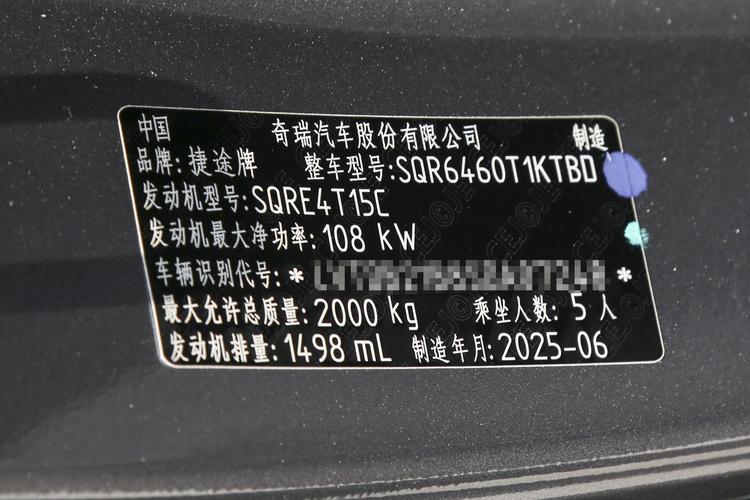 中国 奇瑞汽车股份有限公司 制造
品牌: 捷途牌 整车型号: SQR6460T1KTBD
发动机型号: SQRE4T15C
发动机最大净功率: 108 kW
车辆识别代号: * *
最大允许总质量: 2000 kg 乘坐人数: 5 人
发动机排量: 1498 mL 制造年月: 2025-06